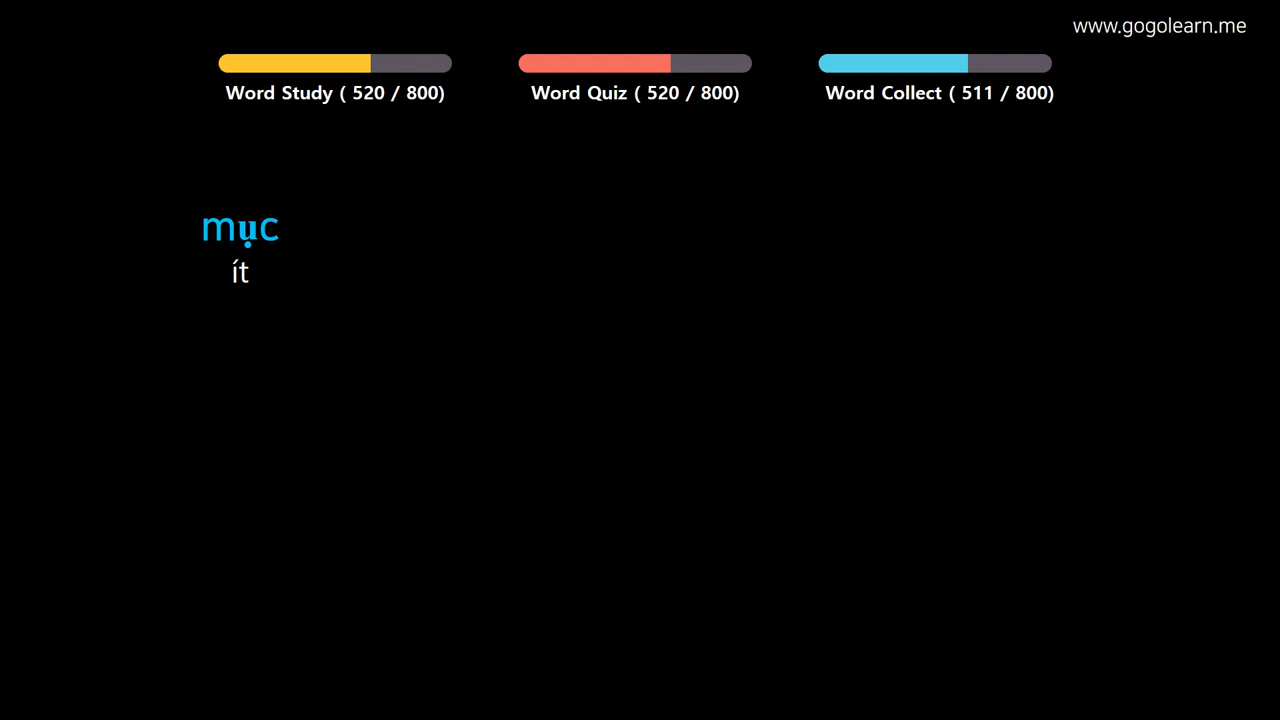 www.gogolearn.me
Word Study ( 520 / 800)
Word Quiz ( 520 / 800)
Word Collect ( 511 / 800)
mục
ít